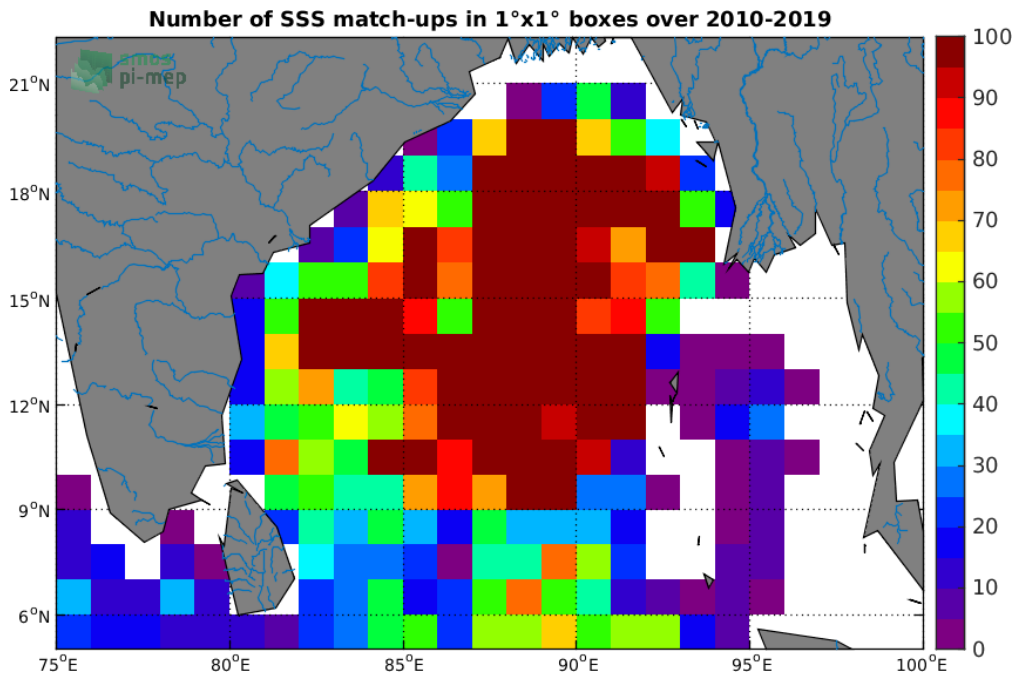 Number of SSS match-ups in 1°x1° boxes over 2010-2019
smos
pi-mep
21°N
18°N
15°N
12°N
9°N
6°N
75°E
80°E
85°E
90°E
95°E
100°E
100
90
80
70
60
50
40
30
20
10
0